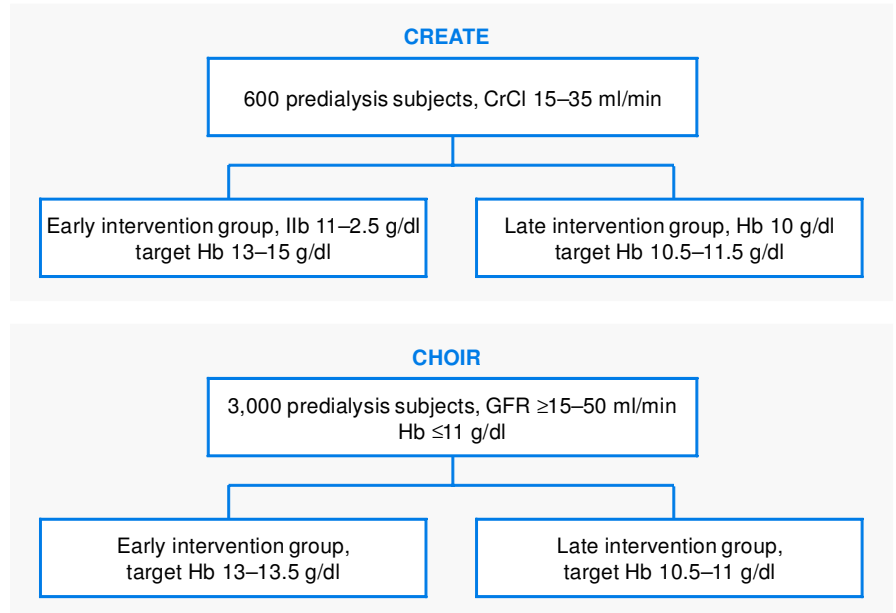 CREATE
600 predialysis subjects, CrCl 15–35 ml/min
Early intervention group, IIb 11–2.5 g/dl
target Hb 13–15 g/dl
Late intervention group, Hb 10 g/dl
target Hb 10.5–11.5 g/dl
CHOIR
3,000 predialysis subjects, GFR ≥15–50 ml/min
Hb ≤11 g/dl
Early intervention group,
target Hb 13–13.5 g/dl
Late intervention group,
target Hb 10.5–11 g/dl